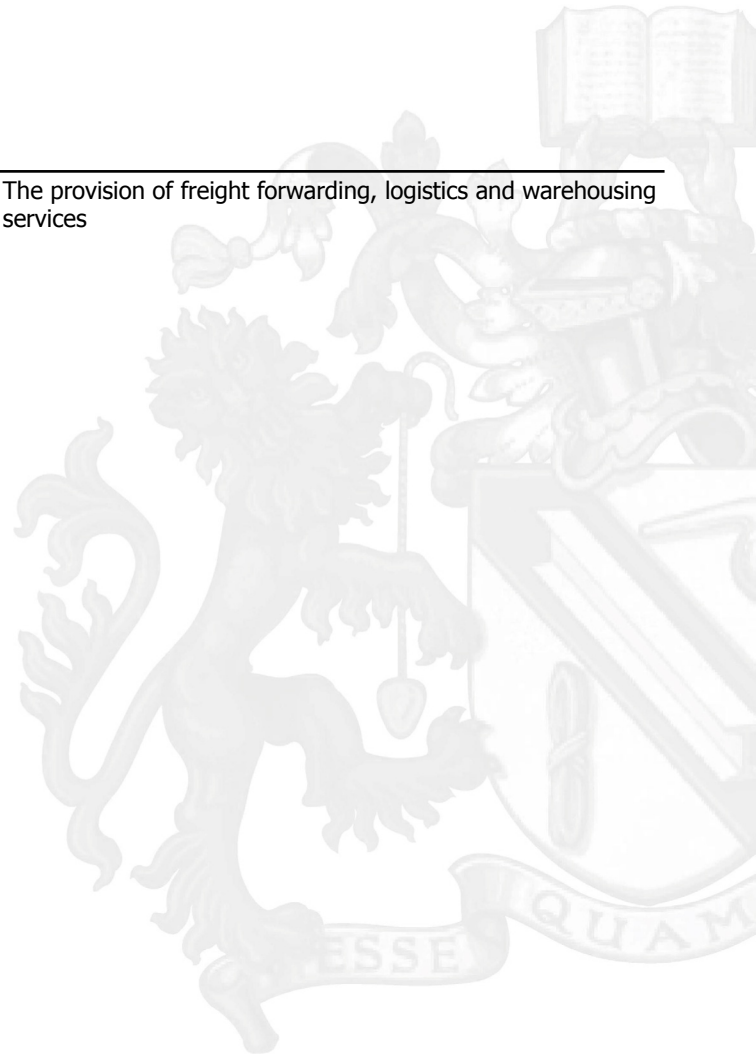 The provision of freight forwarding, logistics and warehousing
services
ESSE
QUAM